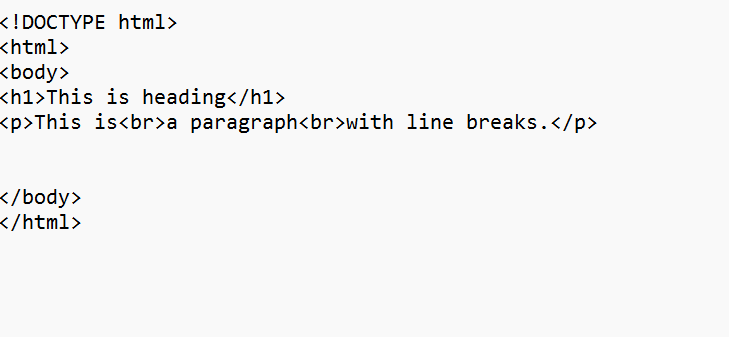 <!DOCTYPE html>
<html>
<body>
<h1>This is heading</h1>
<p>This is<br>a paragraph<br>with line breaks.</p>
</body>
</html>